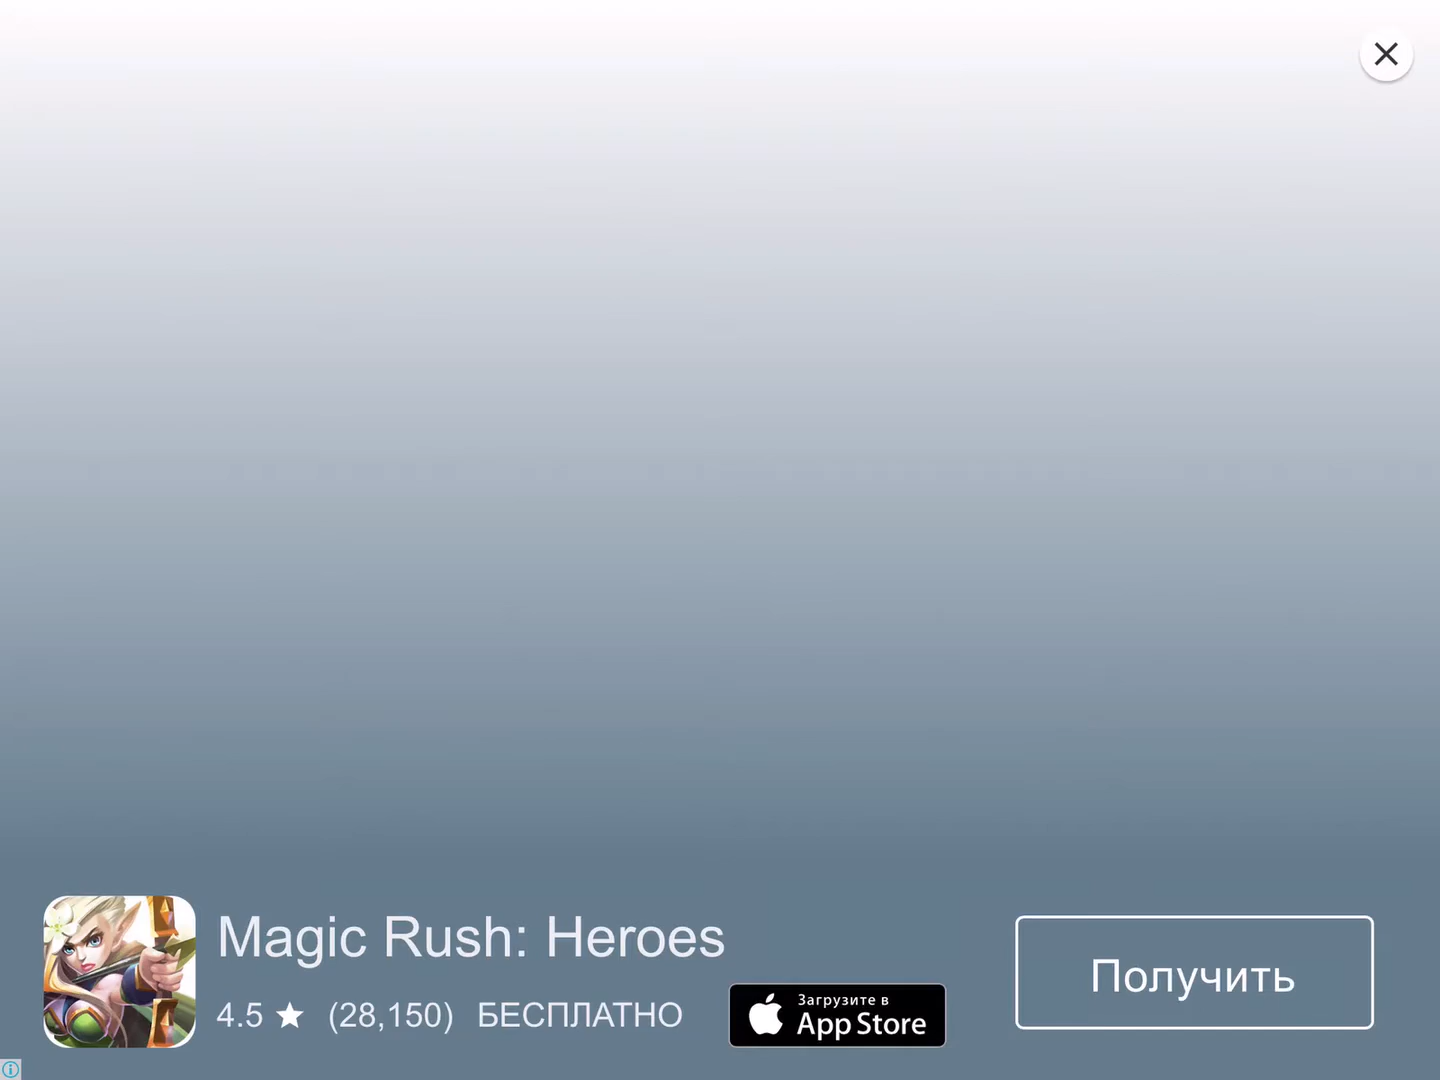 Magic Rush: Heroes
4.5 ★ (28,150) БЕСПЛАТНО
Загрузите в
App Store
Получить